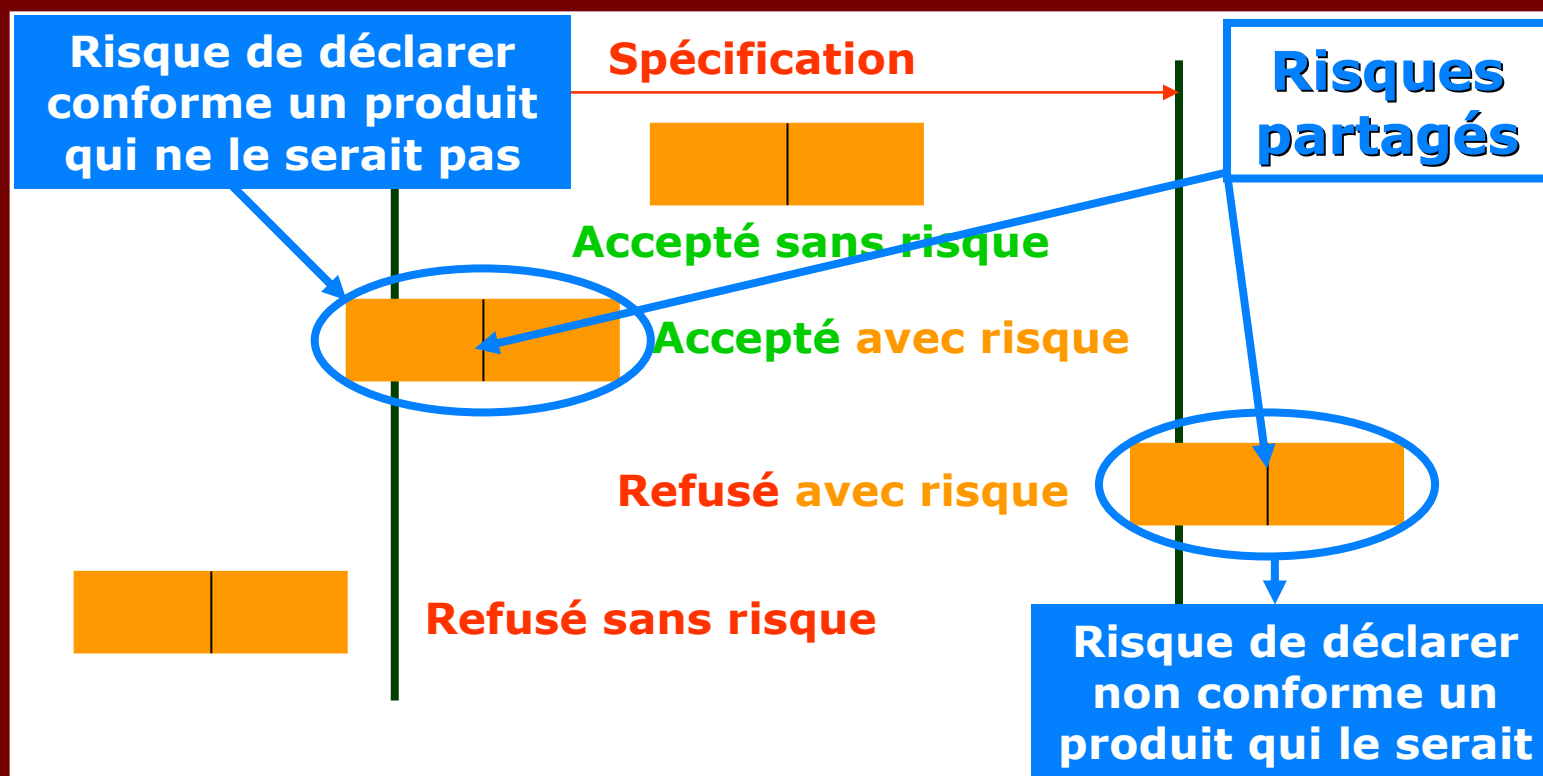 Risque de déclarer
conforme un produit
qui ne le serait pas
Spécification
Risques
partagés
Accepté sans risque
Accepté avec risque
Refusé avec risque
Refusé sans risque
Risque de déclarer
non conforme un
produit qui le serait